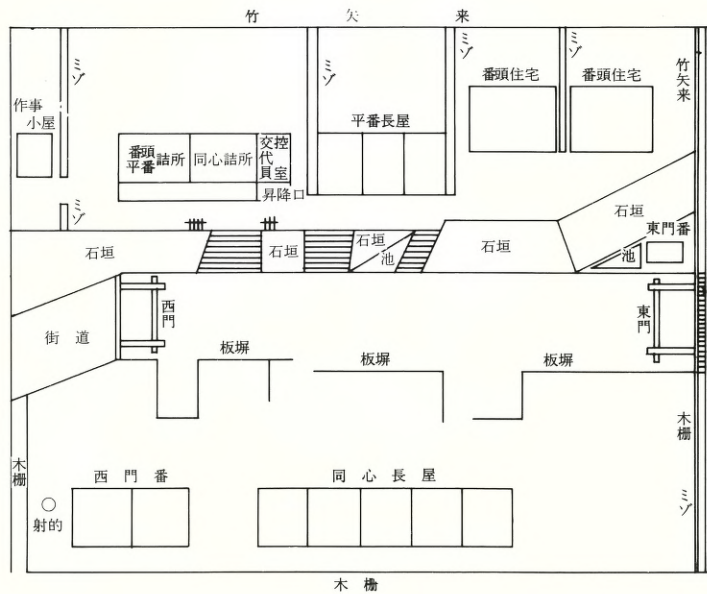 竹矢来
ミゾ
ミゾ
ミゾ
ミゾ
竹矢来
作事小屋
番頭住宅
番頭住宅
平番長屋
番頭平番詰所
同心詰所
交代員控室
昇降口
ミゾ
石垣
石垣
石垣
池
石垣
石垣
東門番
池
街道
西門
東門
板塀
板塀
板塀
木柵
木柵
西門番
同心長屋
射的
ミゾ
木柵